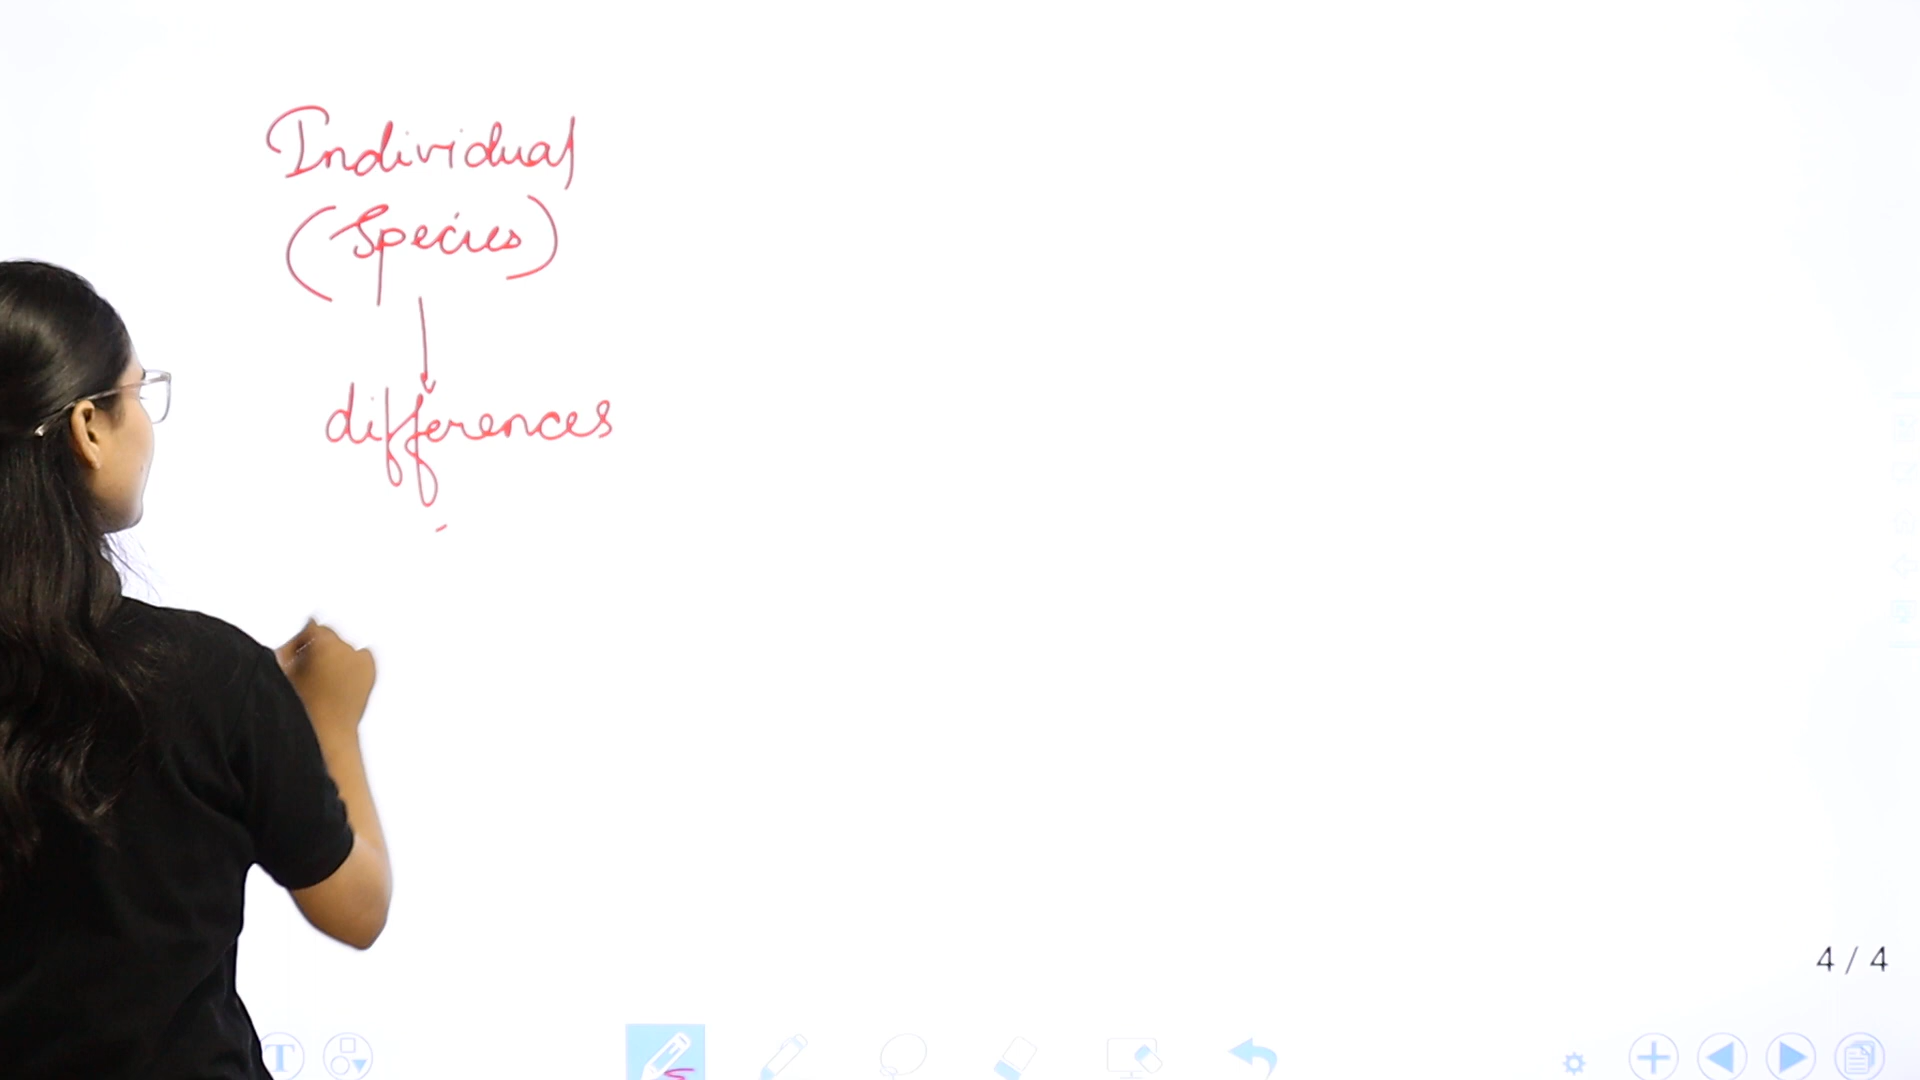 Individual
(Species)
differences
4 / 4
T